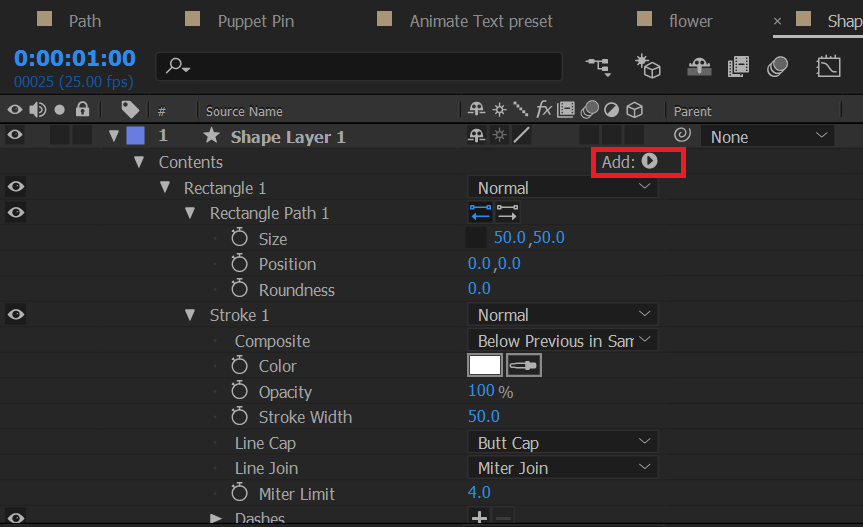 Path Puppet Pin Animate Text preset flower × Shap
0:00:01:00
00025 (25.00 fps)
# Source Name fx Parent
1 Shape Layer 1 None
Contents Add:
Rectangle 1 Normal
Rectangle Path 1
Size 50.0,50.0
Position 0.0,0.0
Roundness 0.0
Stroke 1 Normal
Composite Below Previous in Sam
Color
Opacity 100 %
Stroke Width 50.0
Line Cap Butt Cap
Line Join Miter Join
Miter Limit 4.0
Dashes + −